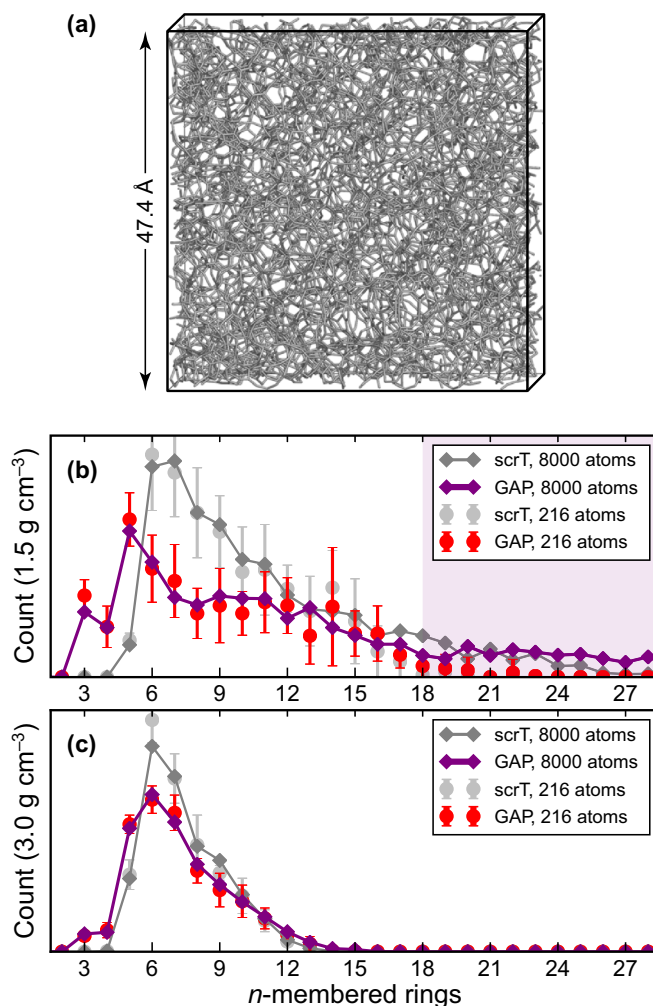 (a)
47.4 Å
(b)
Count (1.5 g cm⁻³)
scrT, 8000 atoms
GAP, 8000 atoms
scrT, 216 atoms
GAP, 216 atoms
3 6 9 12 15 18 21 24 27
(c)
Count (3.0 g cm⁻³)
scrT, 8000 atoms
GAP, 8000 atoms
scrT, 216 atoms
GAP, 216 atoms
3 6 9 12 15 18 21 24 27
n-membered rings